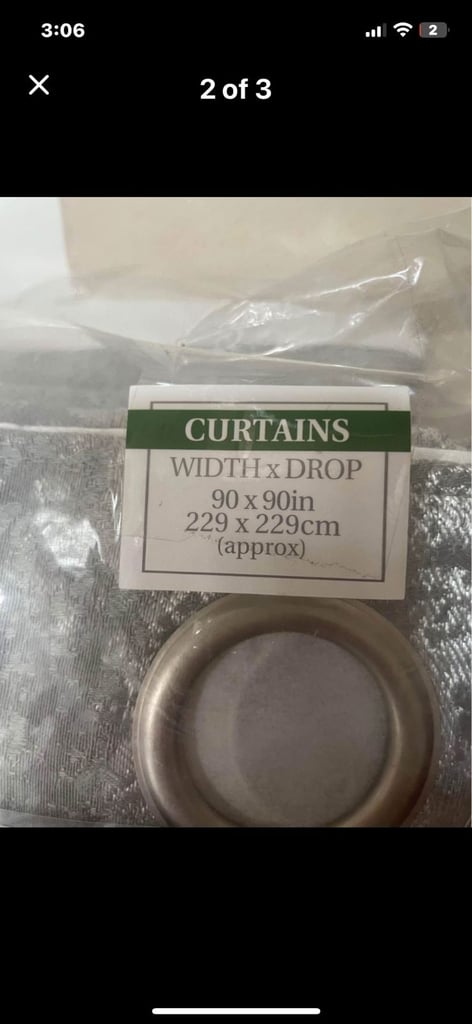 3:06
2
2 of 3
CURTAINS
WIDTH x DROP
90 x 90in
229 x 229cm
(approx)